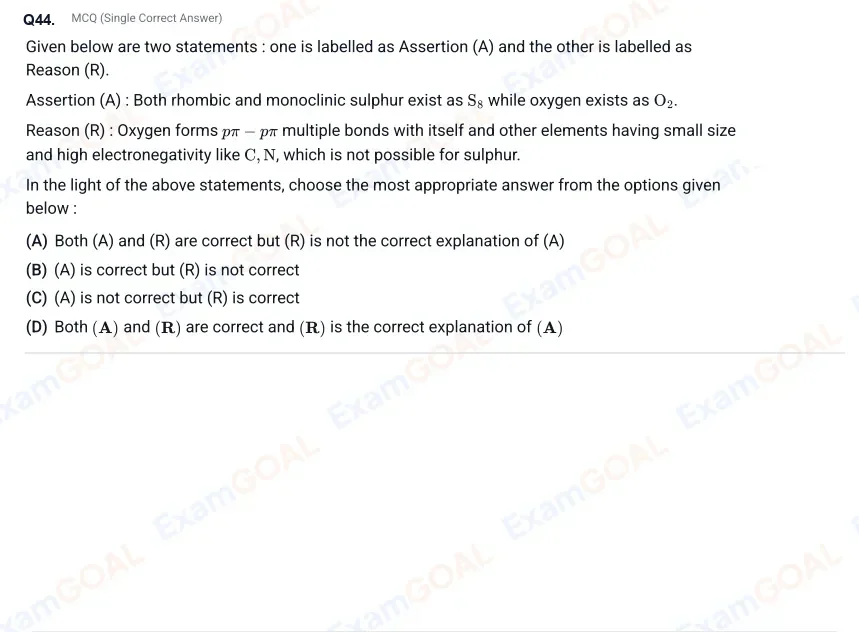 Q44. MCQ (Single Correct Answer)
Given below are two statements : one is labelled as Assertion (A) and the other is labelled as
Reason (R).
Assertion (A) : Both rhombic and monoclinic sulphur exist as S₈ while oxygen exists as O₂.
Reason (R) : Oxygen forms pπ − pπ multiple bonds with itself and other elements having small size
and high electronegativity like C, N, which is not possible for sulphur.
In the light of the above statements, choose the most appropriate answer from the options given
below :
(A) Both (A) and (R) are correct but (R) is not the correct explanation of (A)
(B) (A) is correct but (R) is not correct
(C) (A) is not correct but (R) is correct
(D) Both (A) and (R) are correct and (R) is the correct explanation of (A)
ExamGOAL